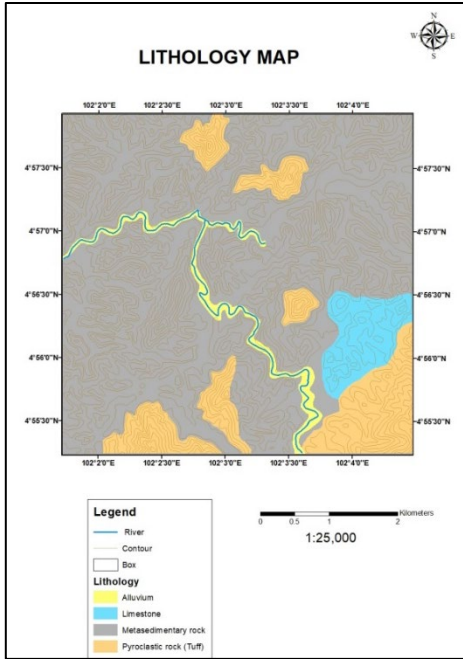 N
W E
S
LITHOLOGY MAP
102°2'0"E 102°2'30"E 102°3'0"E 102°3'30"E 102°4'0"E
4°57'30"N 4°57'30"N
4°57'0"N 4°57'0"N
4°56'30"N 4°56'30"N
4°56'0"N 4°56'0"N
4°55'30"N 4°55'30"N
102°2'0"E 102°2'30"E 102°3'0"E 102°3'30"E 102°4'0"E
Legend
River
Contour
Box
Lithology
Alluvium
Limestone
Metasedimentary rock
Pyroclastic rock (Tuff)
Kilometers
0 0.5 1 2
1:25,000